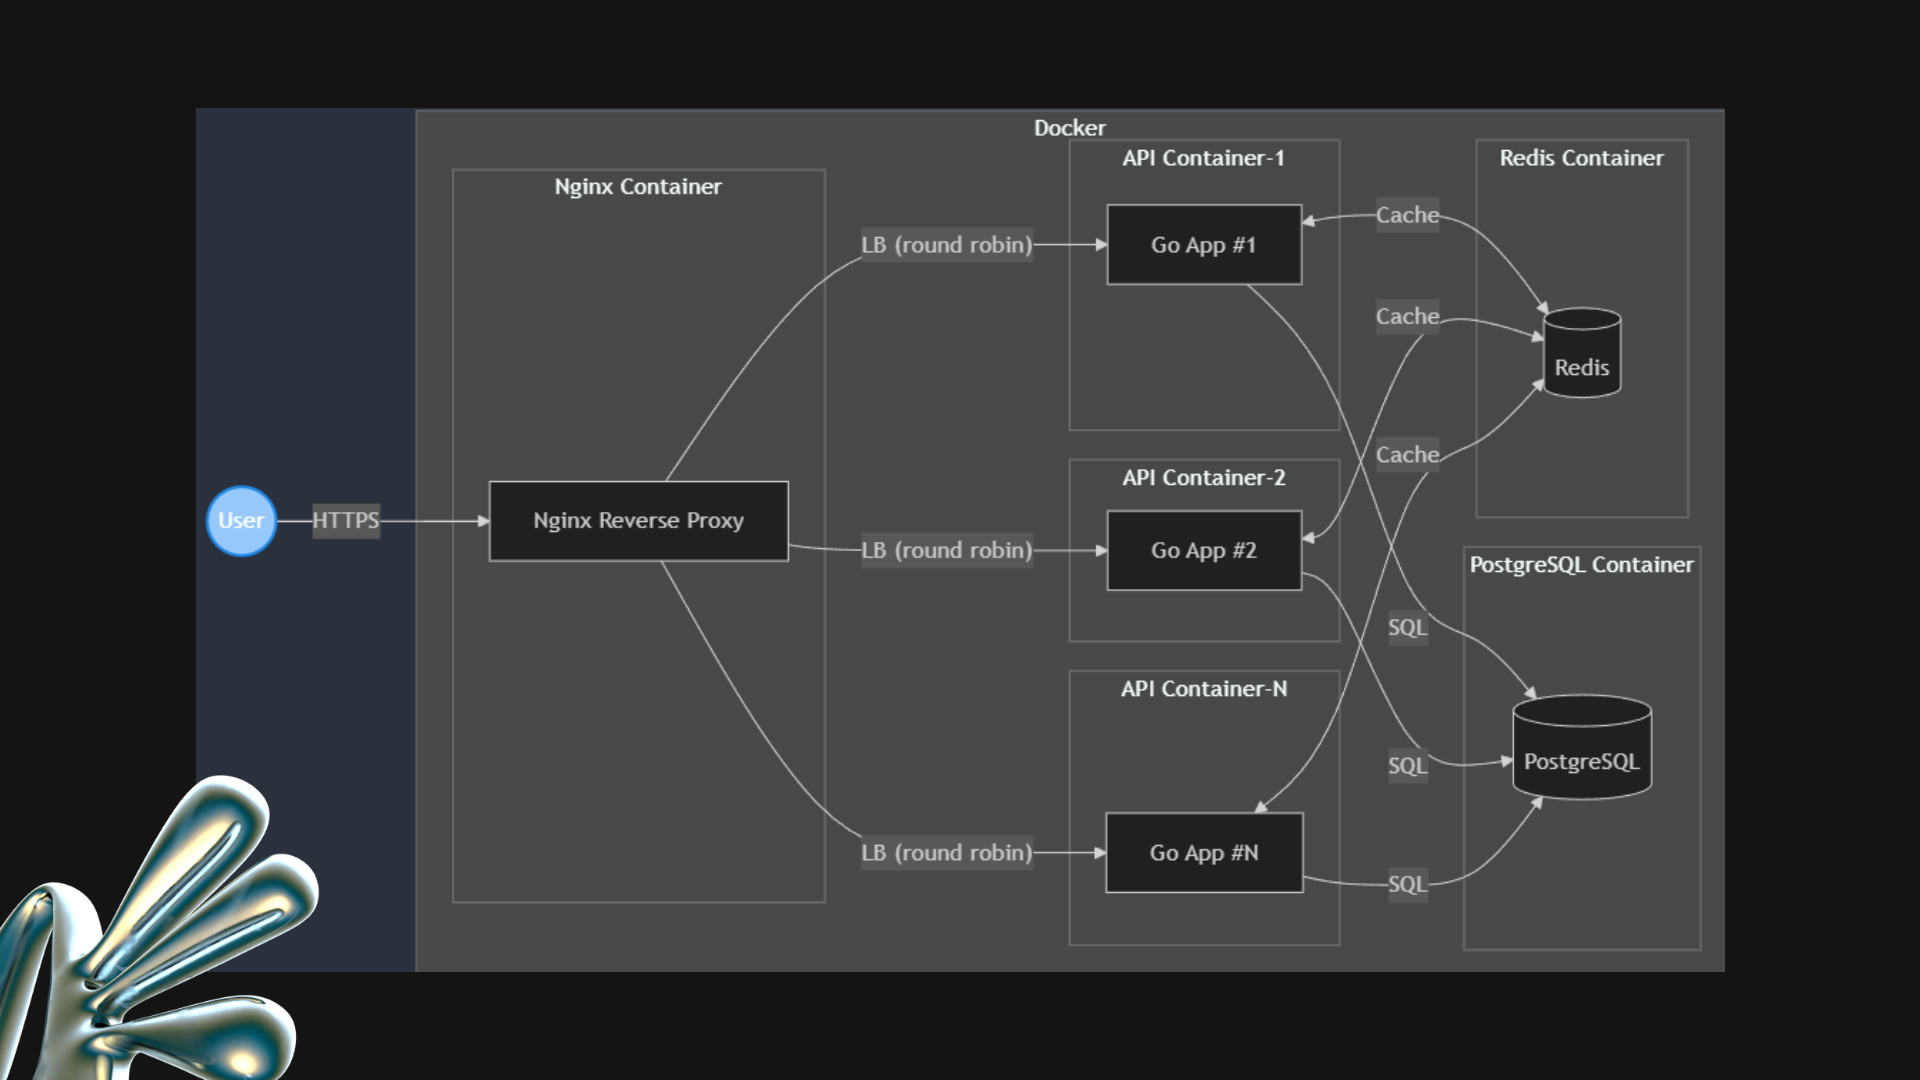 Docker
Nginx Container
API Container-1
Redis Container
LB (round robin)
Go App #1
Cache
Cache
Redis
Cache
API Container-2
User
HTTPS
Nginx Reverse Proxy
LB (round robin)
Go App #2
PostgreSQL Container
SQL
API Container-N
SQL
PostgreSQL
LB (round robin)
Go App #N
SQL